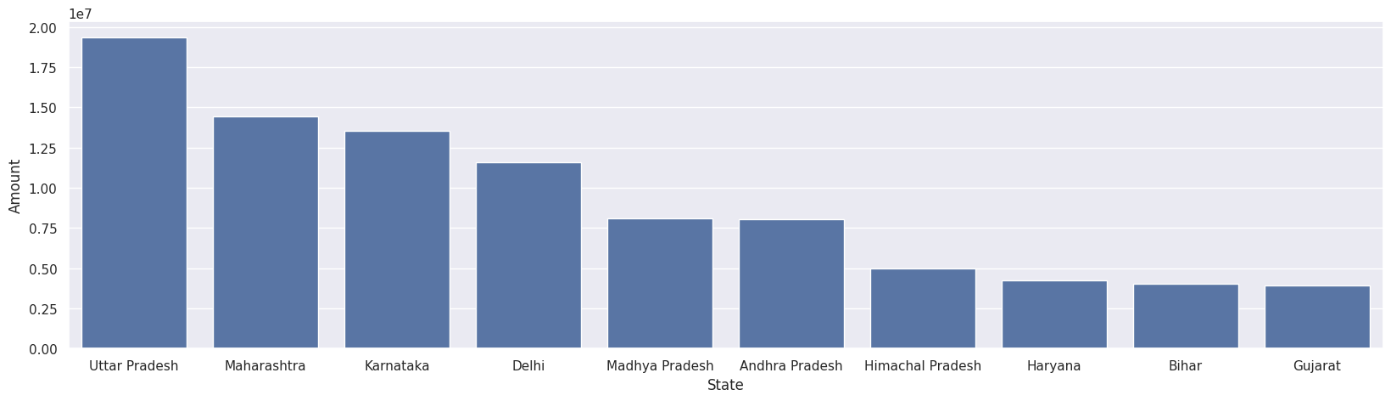 1e7
2.00
1.75
1.50
1.25
1.00
0.75
0.50
0.25
0.00
Amount
Uttar Pradesh Maharashtra Karnataka Delhi Madhya Pradesh Andhra Pradesh Himachal Pradesh Haryana Bihar Gujarat
State